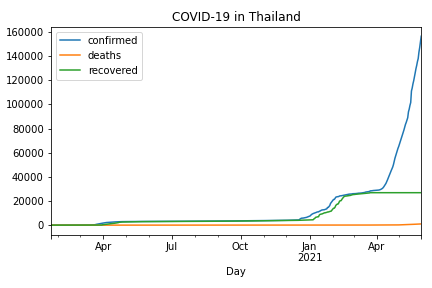 COVID-19 in Thailand
confirmed
deaths
recovered
160000
140000
120000
100000
80000
60000
40000
20000
0
Apr Jul Oct Jan Apr
2021
Day